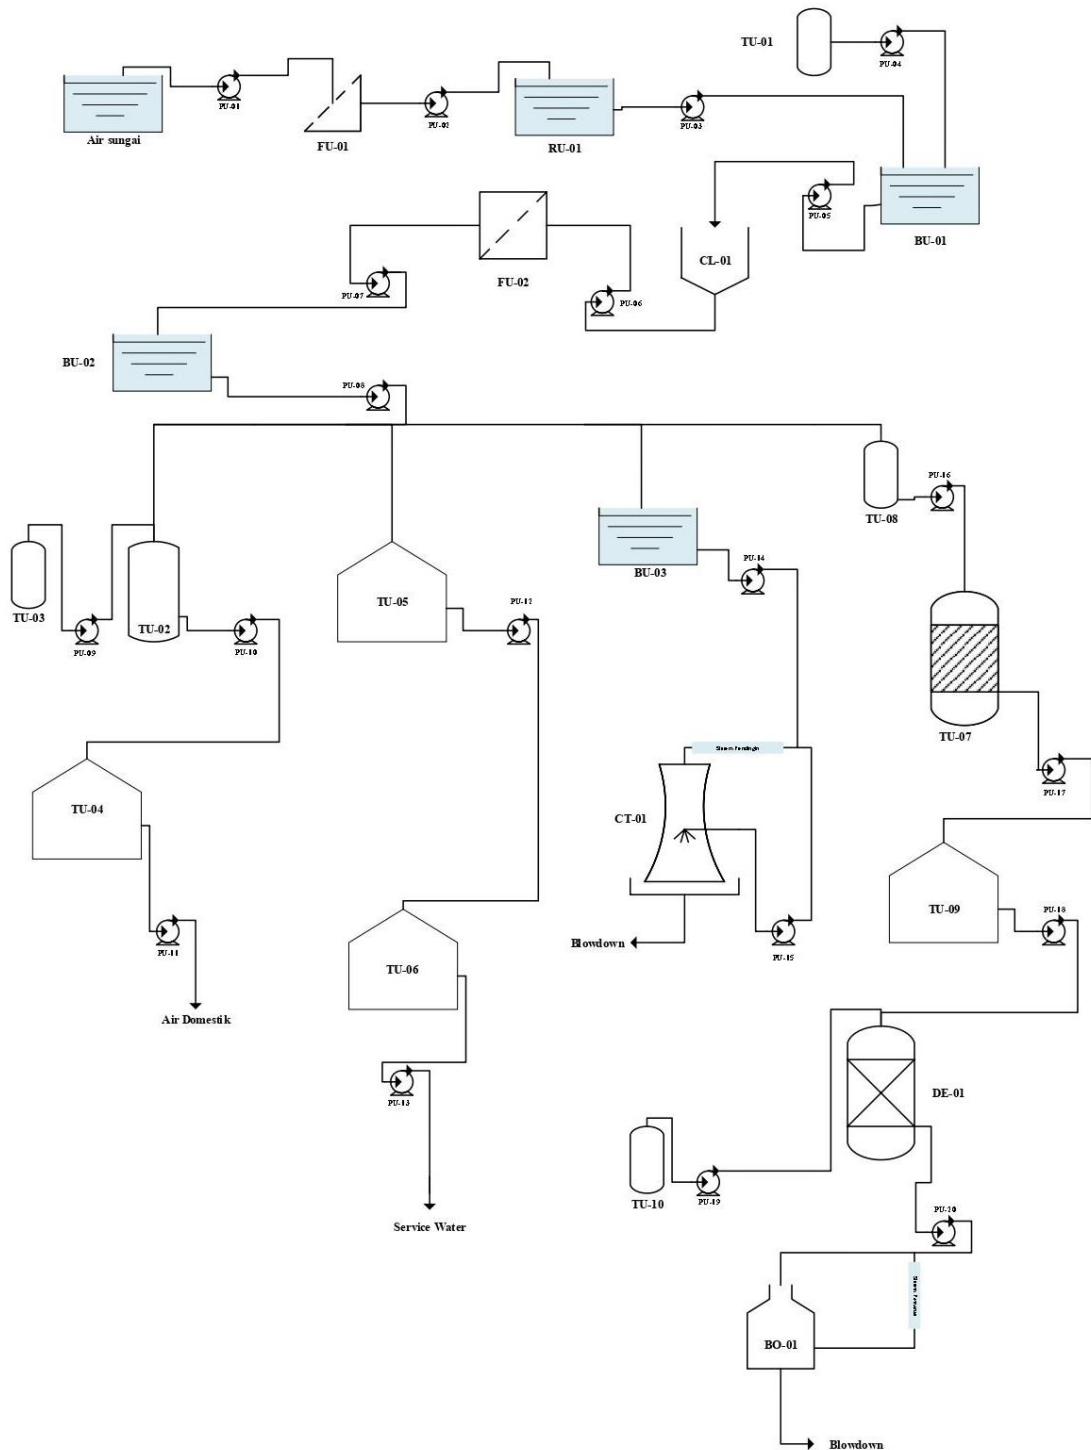 TU-01
PU-04
PU-01
PU-02
PU-03
Air sungai
FU-01
RU-01
PU-05
BU-01
CL-01
FU-02
PU-07
PU-06
BU-02
PU-08
PU-16
TU-08
PU-14
BU-03
TU-03
TU-02
PU-09
PU-10
TU-05
PU-12
TU-07
PU-17
TU-04
CT-01
PU-11
Air Domestik
TU-06
Blowdown
PU-15
TU-09
PU-18
PU-13
Service Water
DE-01
TU-10
PU-19
PU-20
BO-01
Blowdown